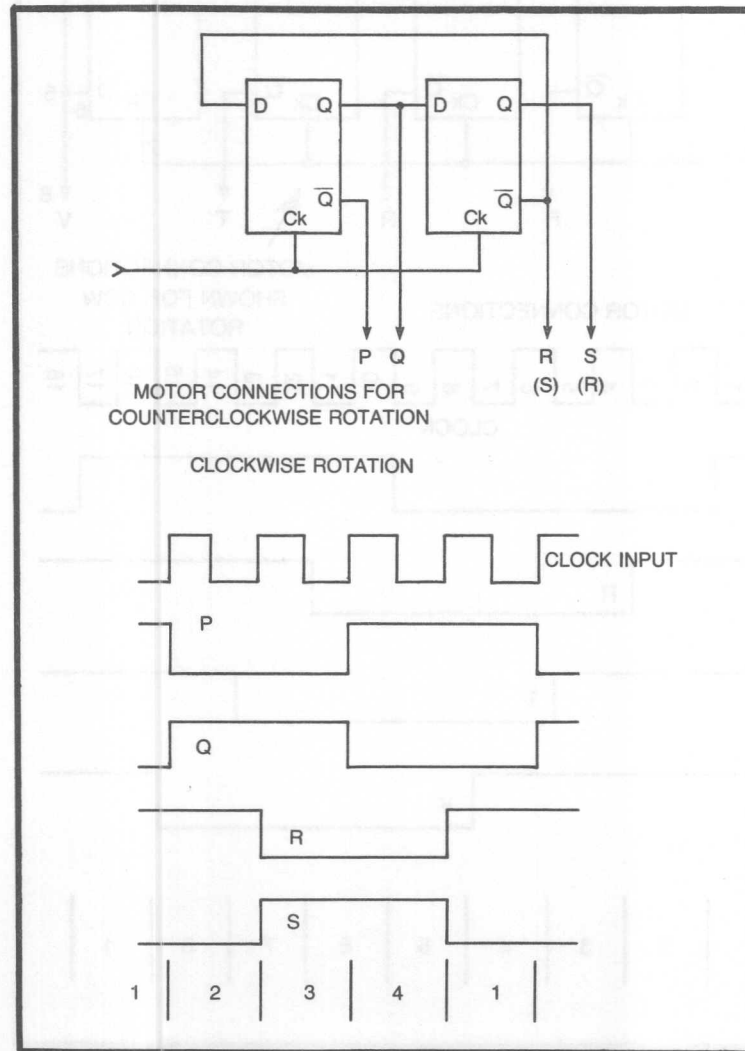 D Q D Q
Q Q
Ck Ck
P Q R S
(S) (R)
MOTOR CONNECTIONS FOR
COUNTERCLOCKWISE ROTATION
CLOCKWISE ROTATION
CLOCK INPUT
P
Q
R
S
1 2 3 4 1